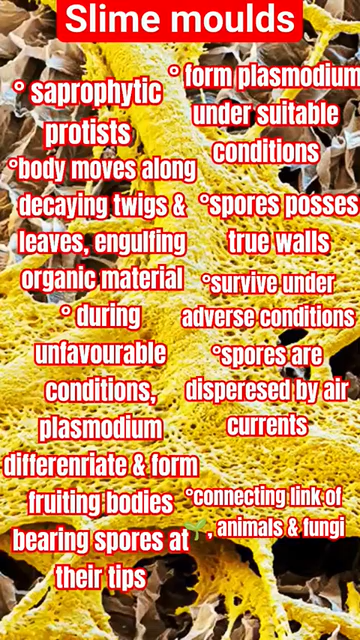 Slime moulds
° saprophytic
protists
°body moves along
decaying twigs &
leaves, engulfing
organic material
° during
unfavourable
conditions,
plasmodium
differenriate & form
fruiting bodies
bearing spores at
their tips
° form plasmodium
under suitable
conditions
°spores posses
true walls
°survive under
adverse conditions
°spores are
disperesed by air
currents
°connecting link of
🌱, animals & fungi